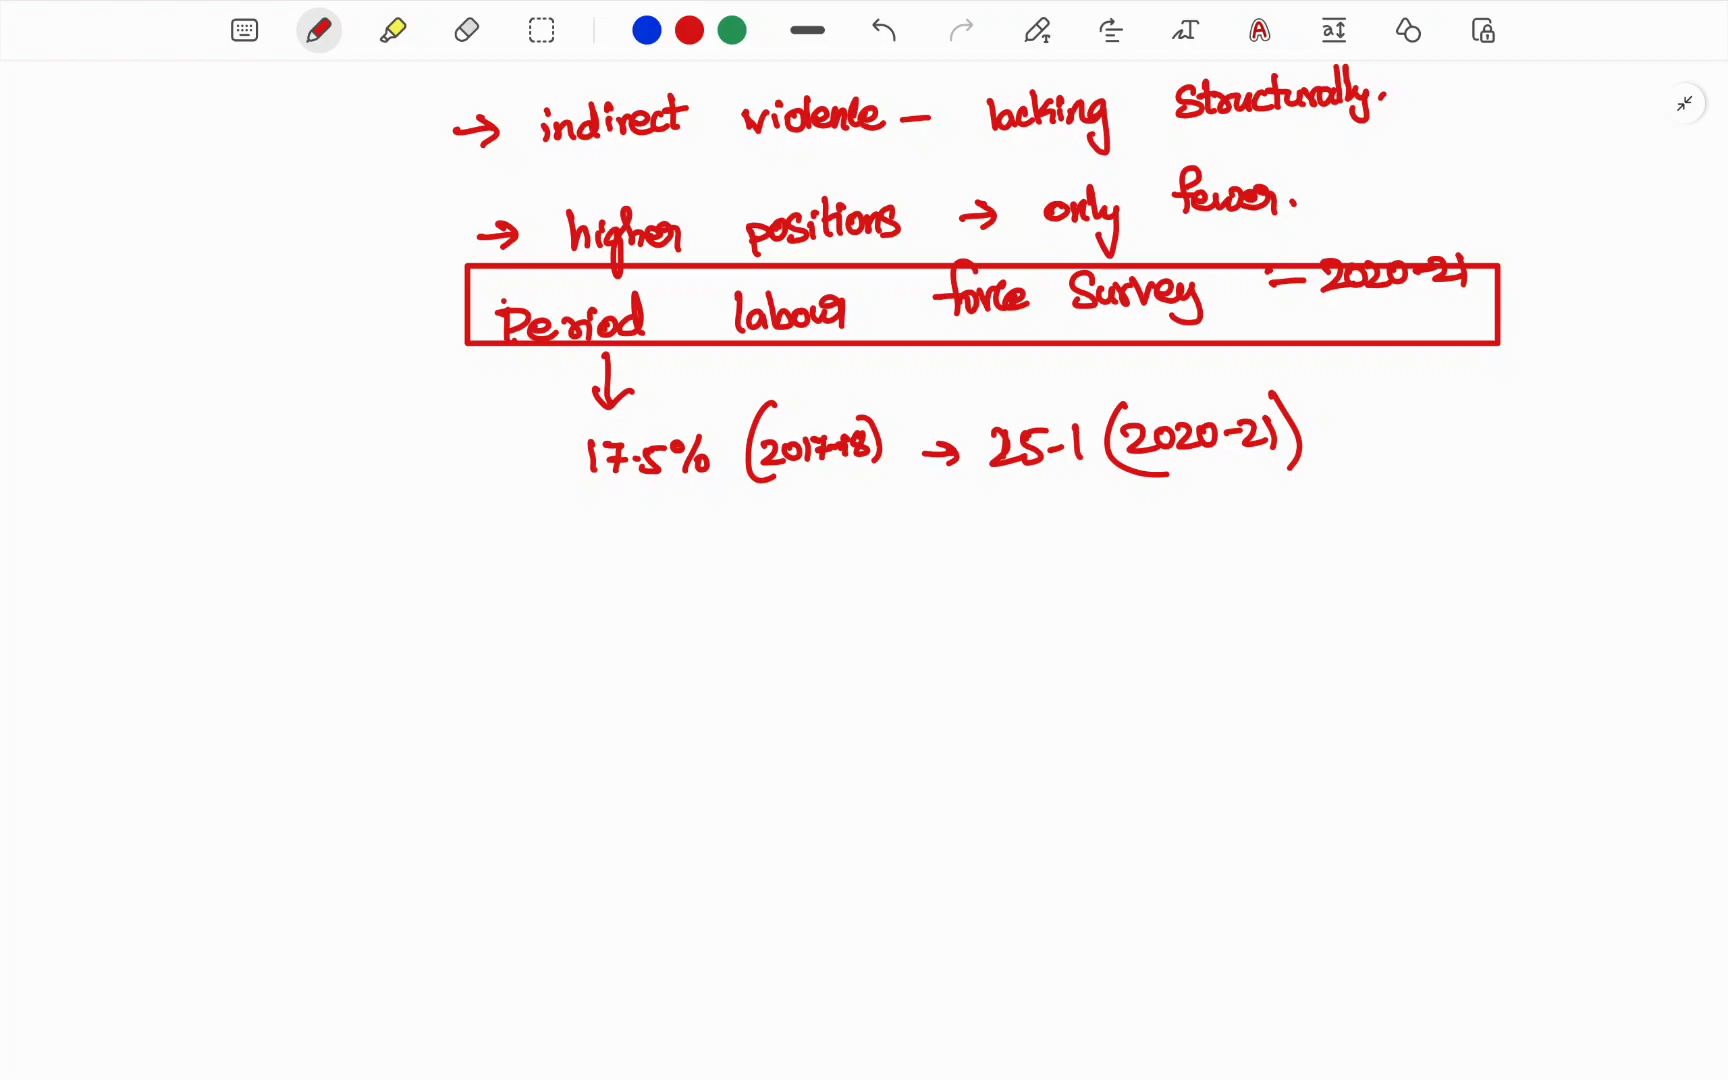 → indirect violence – lacking structurally.
→ higher positions → only fewer.
Period labour force Survey :– 2020-21
↓
17.5% (2017-18) → 25-1 (2020-21)